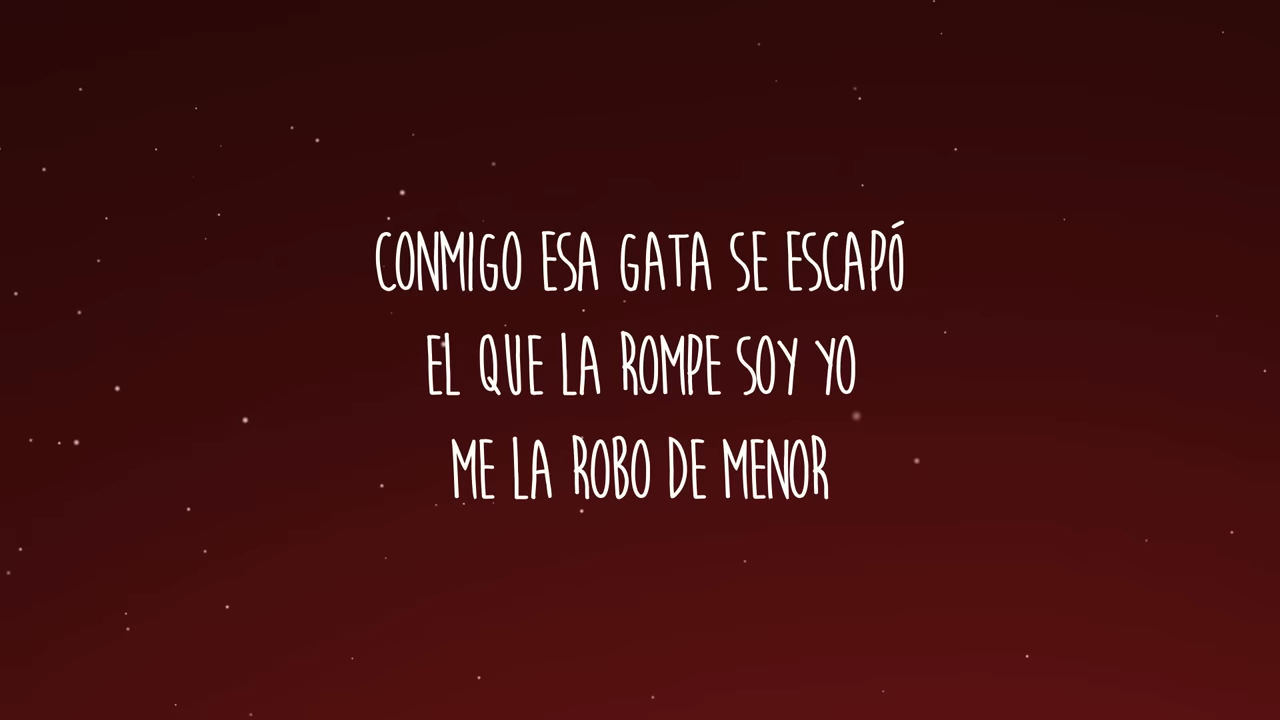 CONMIGO ESA GATA SE ESCAPÓ
EL QUE LA ROMPE SOY YO
ME LA ROBO DE MENOR